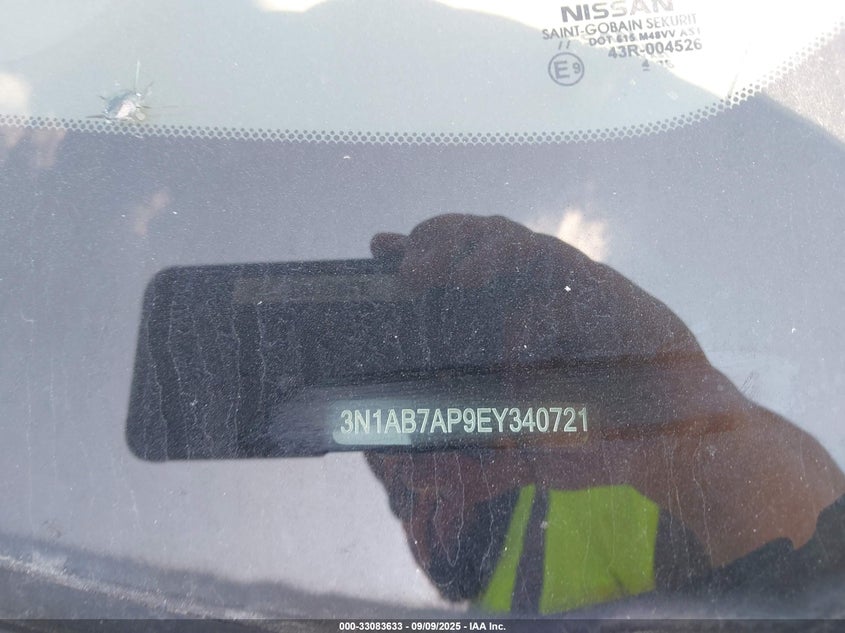 NISSAN
SAINT-GOBAIN SEKURIT
DOT 615 M48VV AS1
43R-004526
E9
3N1AB7AP9EY340721
000-33083633 - 09/09/2025 - IAA Inc.